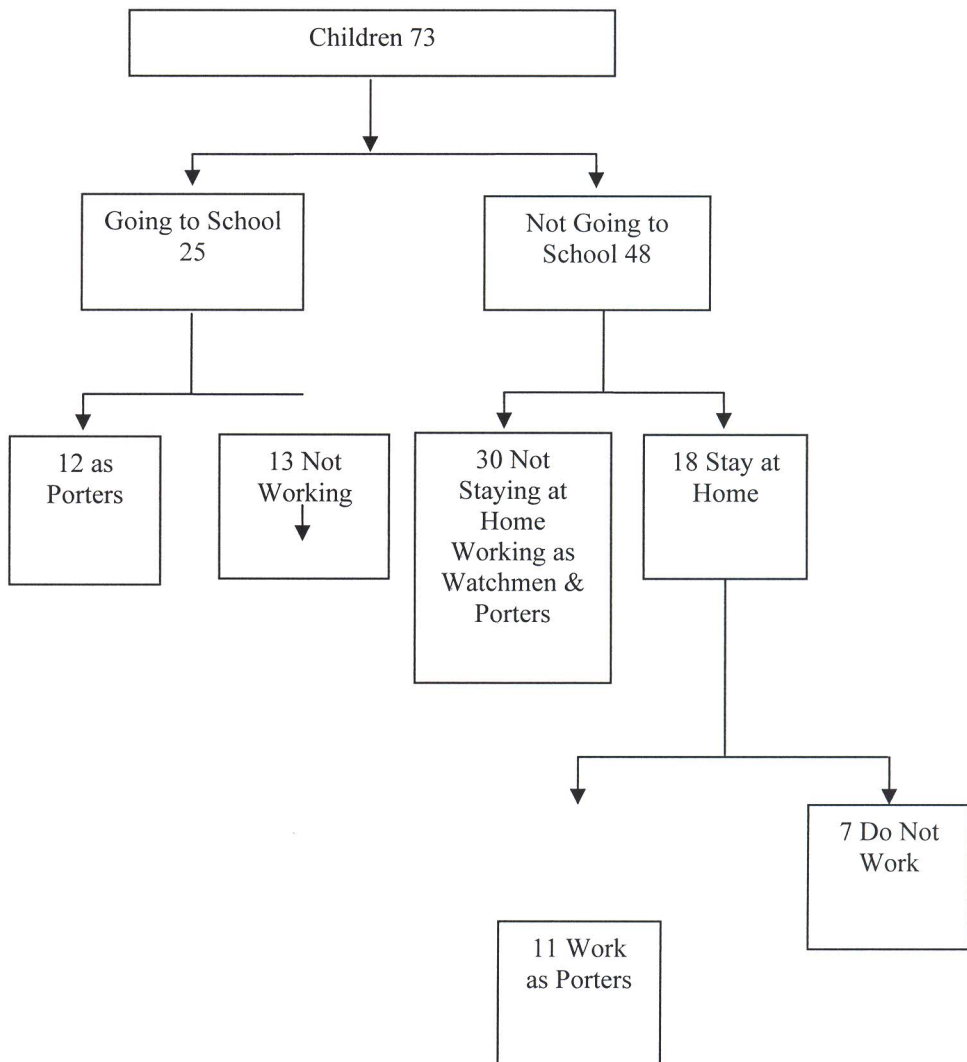 Children 73
Going to School
25
Not Going to
School 48
12 as
Porters
13 Not
Working
30 Not
Staying at
Home
Working as
Watchmen &
Porters
18 Stay at
Home
7 Do Not
Work
11 Work
as Porters